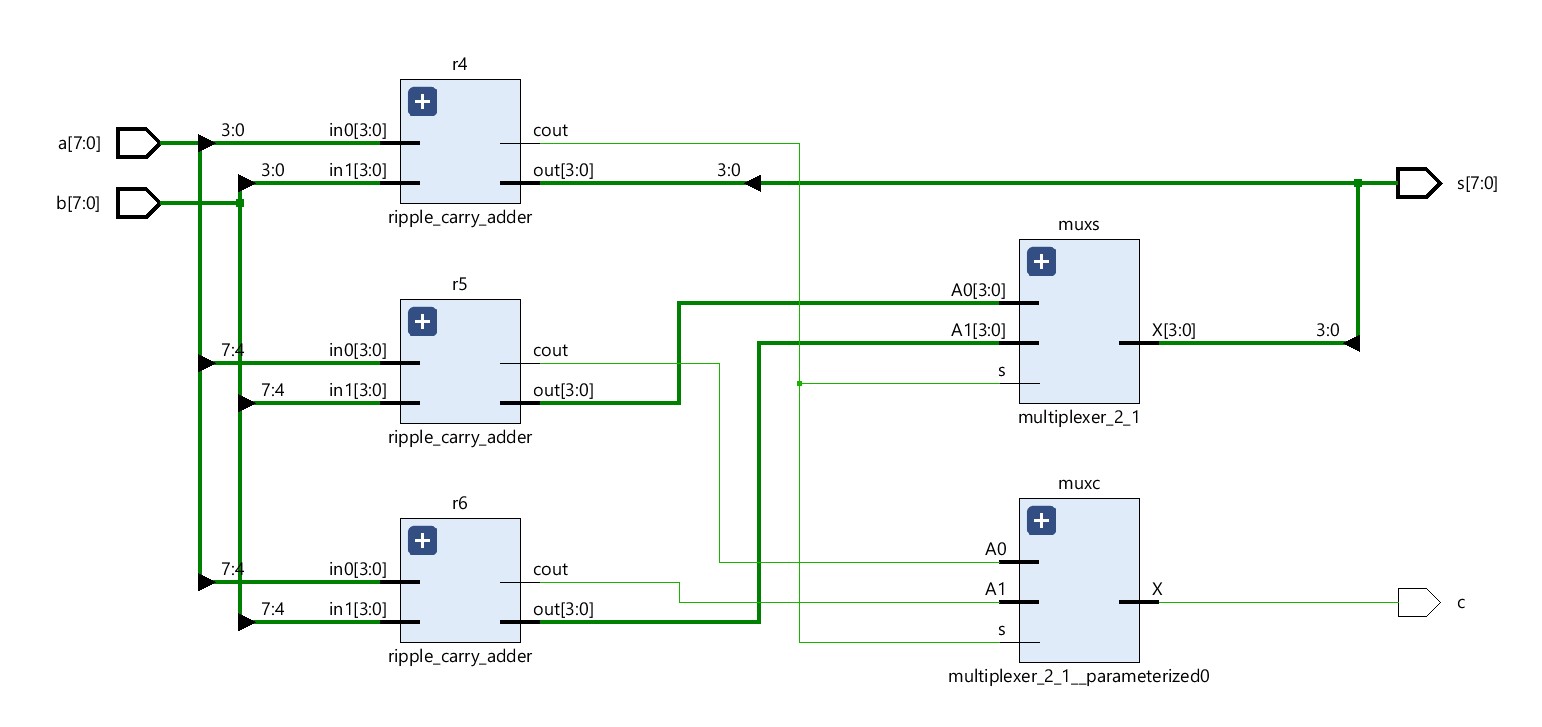 r4
a[7:0]
3:0
in0[3:0]
cout
3:0
in1[3:0]
out[3:0]
3:0
s[7:0]
b[7:0]
ripple_carry_adder
muxs
r5
A0[3:0]
7:4
in0[3:0]
cout
A1[3:0]
X[3:0]
3:0
7:4
in1[3:0]
out[3:0]
s
ripple_carry_adder
multiplexer_2_1
r6
muxc
7:4
in0[3:0]
cout
A0
7:4
in1[3:0]
out[3:0]
A1
X
c
s
ripple_carry_adder
multiplexer_2_1__parameterized0